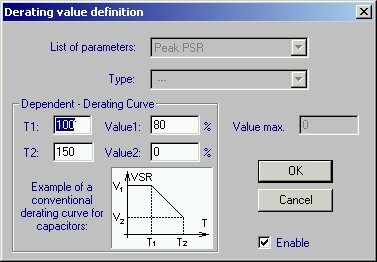 Derating value definition
List of parameters: Peak PSR
Type: ---
Dependent - Derating Curve
T1: 100 Value1: 80 % Value max. 0
T2: 150 Value2: 0 %
Example of a
conventional
derating curve for
capacitors:
VSR
V1
V2
T
T1 T2
OK
Cancel
Enable